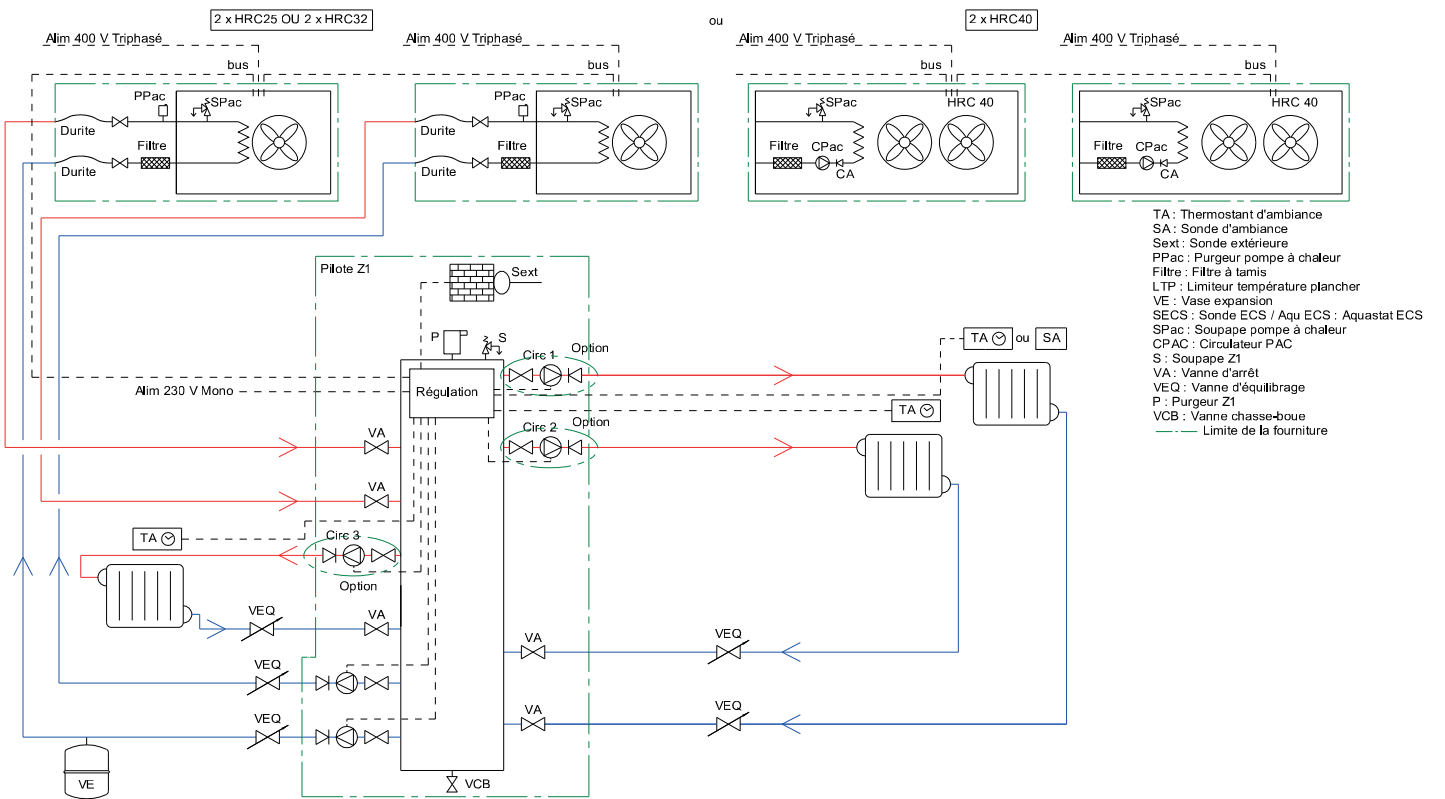 2 x HRC25 OU 2 x HRC32
ou
2 x HRC40
Alim 400 V Triphasé
Alim 400 V Triphasé
Alim 400 V Triphasé
Alim 400 V Triphasé
bus
bus
bus
bus
PPac
SPac
Durite
Filtre
Durite
PPac
SPac
Durite
Filtre
Durite
SPac
HRC 40
Filtre
CPac
CA
SPac
HRC 40
Filtre
CPac
CA
TA : Thermostant d'ambiance
SA : Sonde d'ambiance
Sext : Sonde extérieure
PPac : Purgeur pompe à chaleur
Filtre : Filtre à tamis
LTP : Limiteur température plancher
VE : Vase expansion
SECS : Sonde ECS / Aqu ECS : Aquastat ECS
SPac : Soupape pompe à chaleur
CPAC : Circulateur PAC
S : Soupape Z1
VA : Vanne d'arrêt
VEQ : Vanne d'équilibrage
P : Purgeur Z1
VCB : Vanne chasse-boue
Limite de la fourniture
Pilote Z1
Sext
P
S
Circ 1
Option
TA ou SA
Alim 230 V Mono
Régulation
TA
VA
Circ 2
Option
VA
TA
Circ 3
Option
VEQ
VA
VA
VEQ
VEQ
VEQ
VA
VEQ
VE
VCB